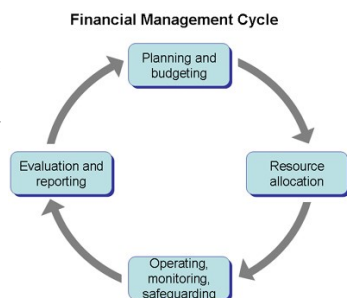 Financial Management Cycle
Planning and
budgeting
Resource
allocation
Operating,
monitoring,
safeguarding
Evaluation and
reporting